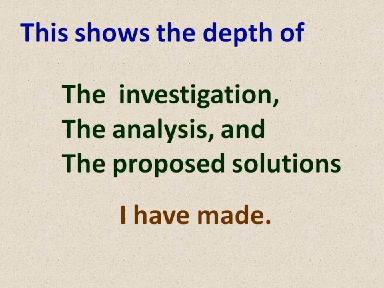 This shows the depth of
The investigation,
The analysis, and
The proposed solutions
I have made.